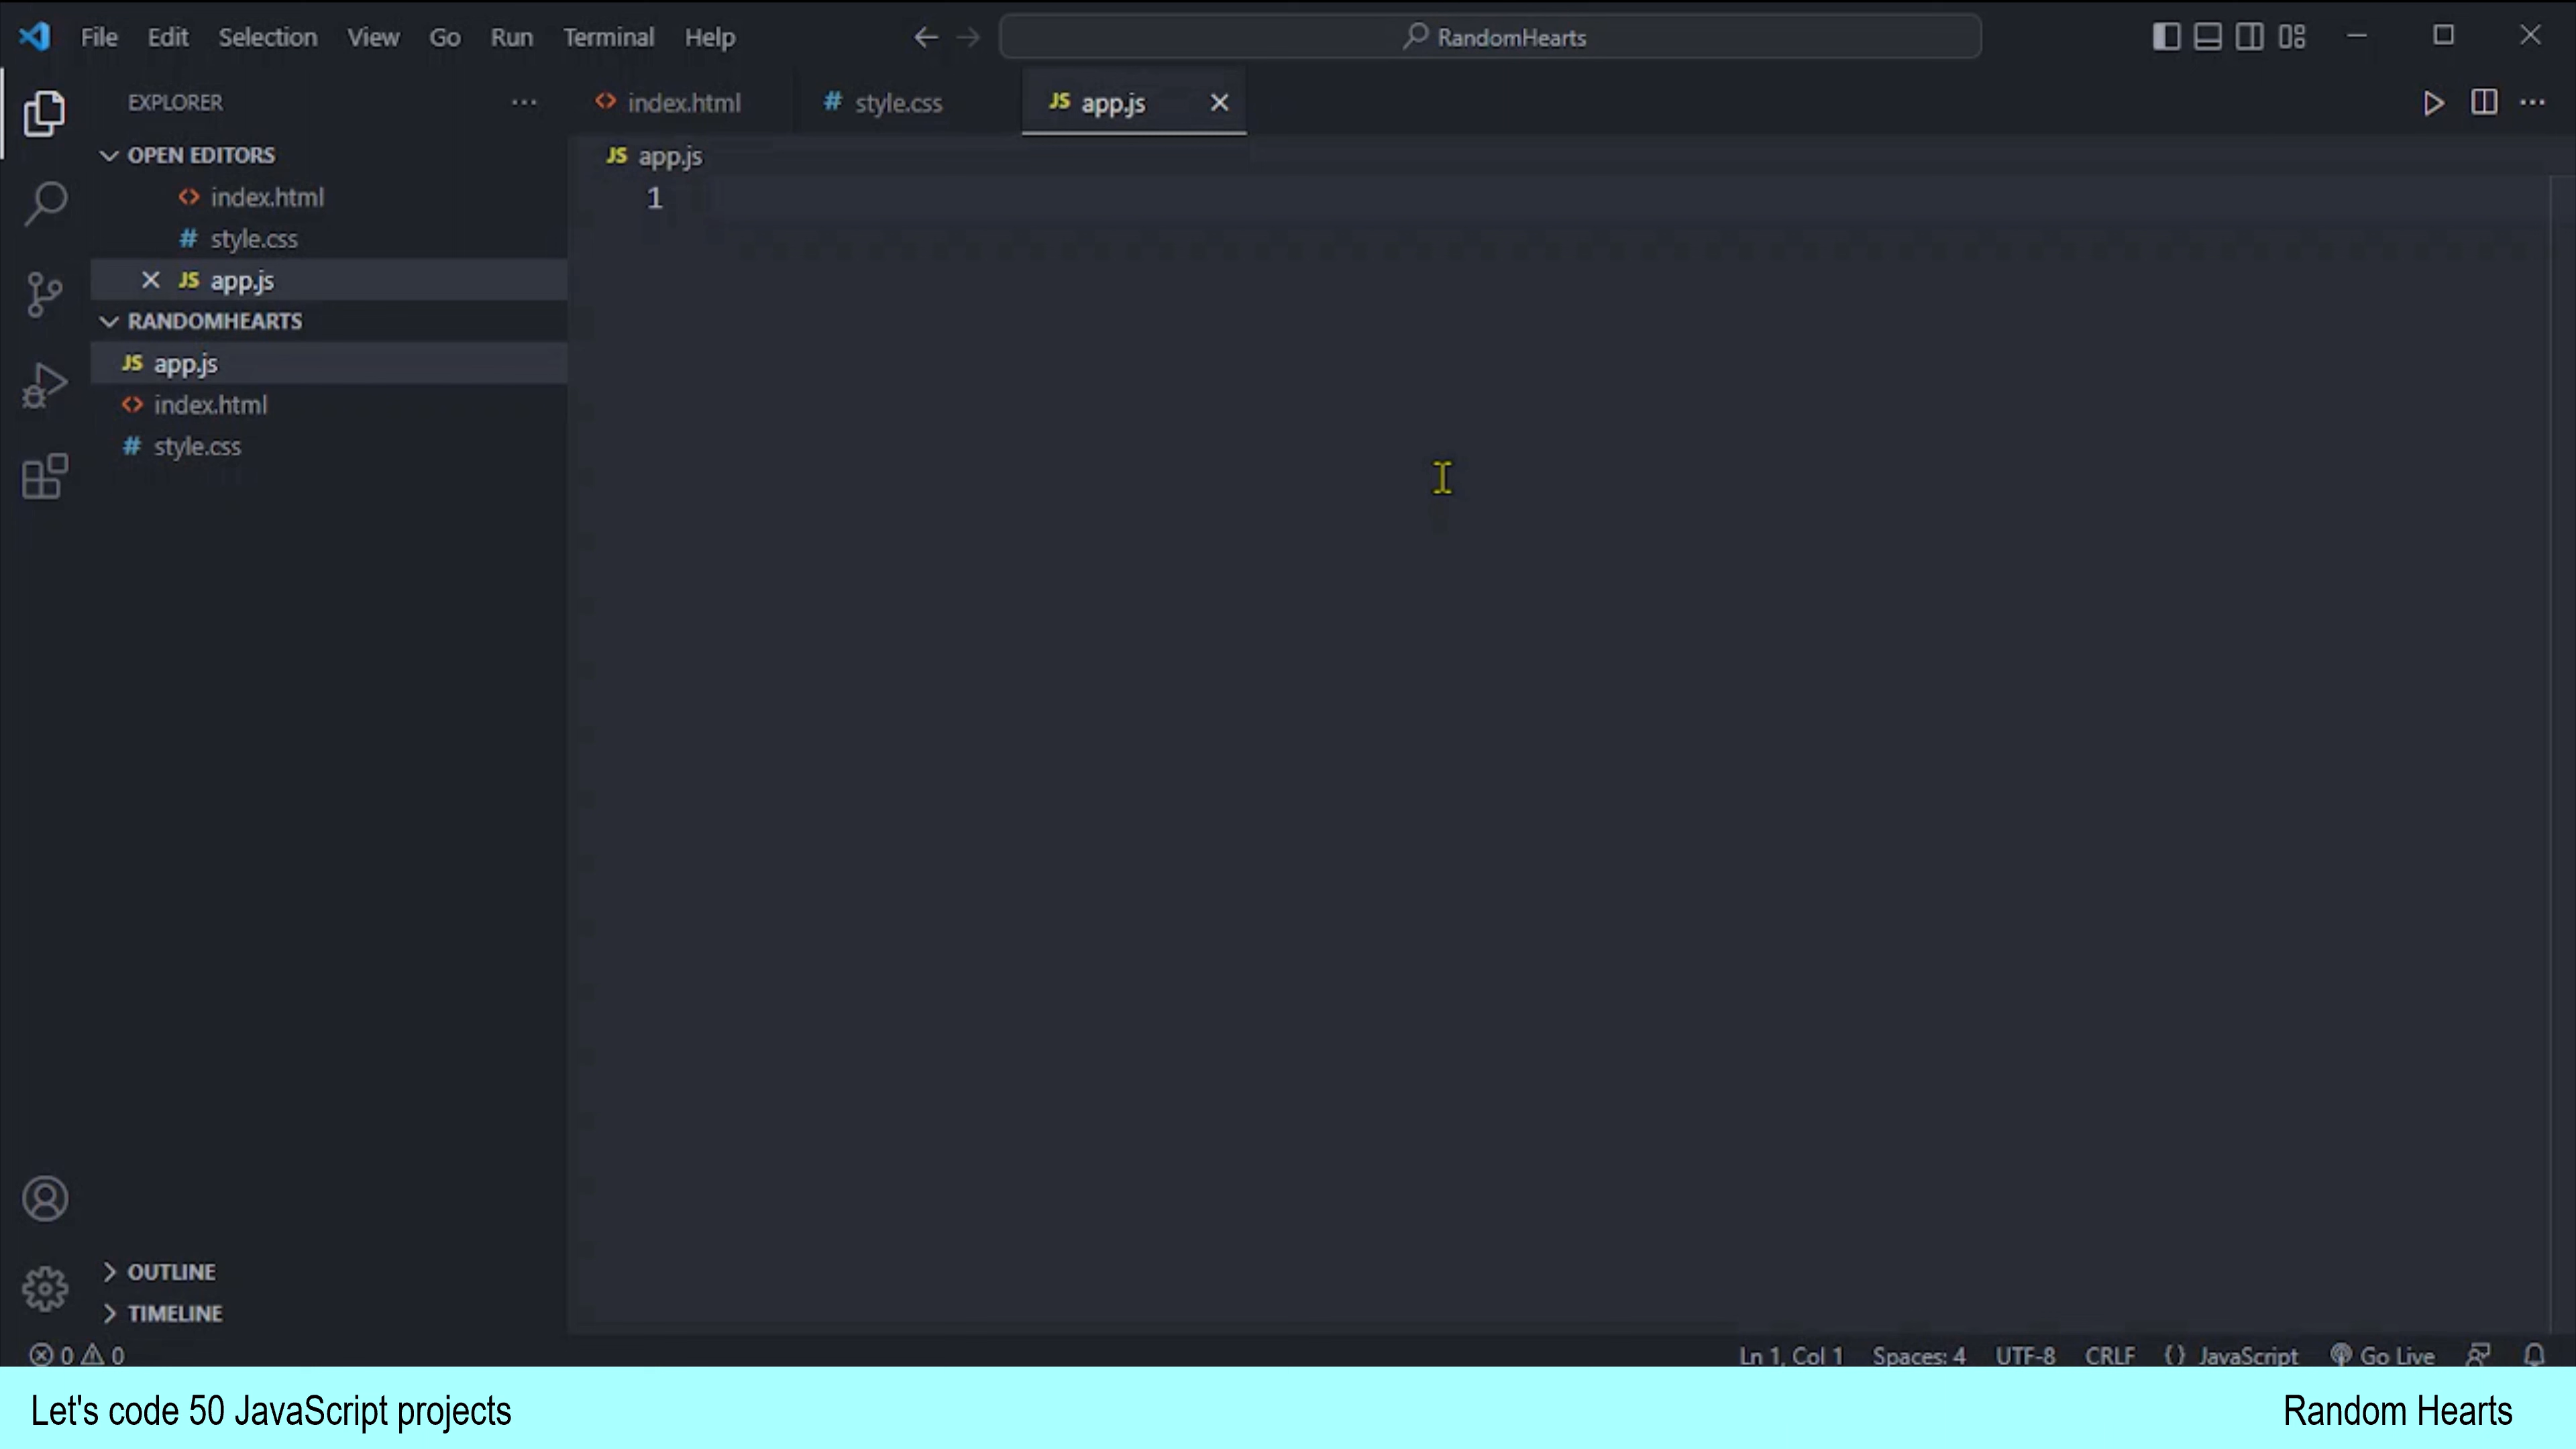 File Edit Selection View Go Run Terminal Help RandomHearts
EXPLORER index.html style.css app.js
OPEN EDITORS
index.html
style.css
app.js
RANDOMHEARTS
app.js
index.html
style.css
JS app.js
1
OUTLINE
TIMELINE
0 0 Ln 1, Col 1 Spaces: 4 UTF-8 CRLF {} JavaScript Go Live
Let's code 50 JavaScript projects Random Hearts